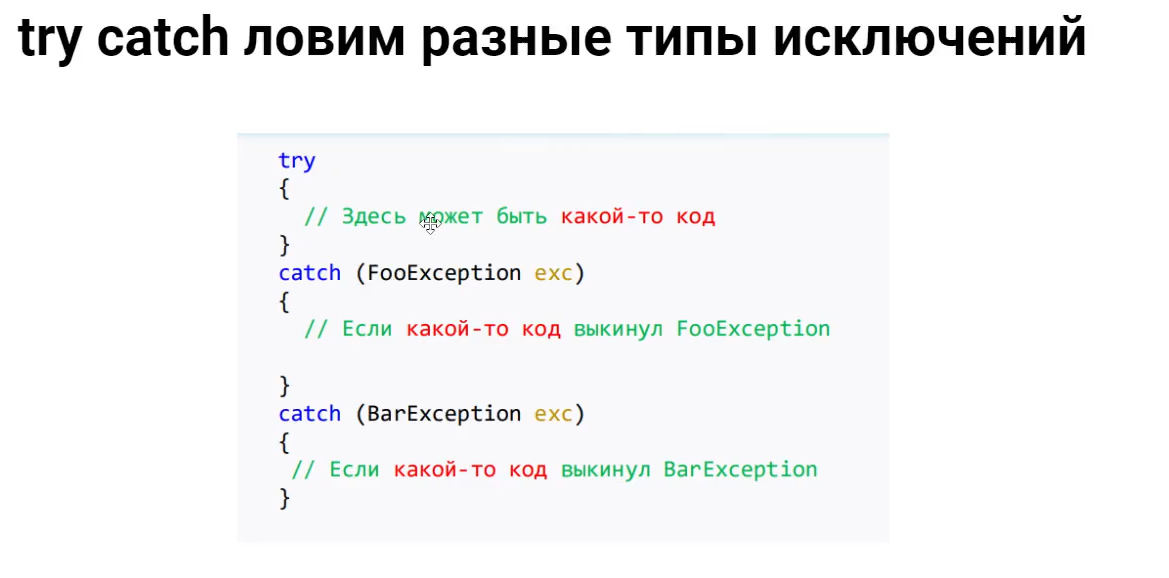 try catch ловим разные типы исключений
try
{
// Здесь может быть какой-то код
}
catch (FooException exc)
{
// Если какой-то код выкинул FooException
}
catch (BarException exc)
{
// Если какой-то код выкинул BarException
}